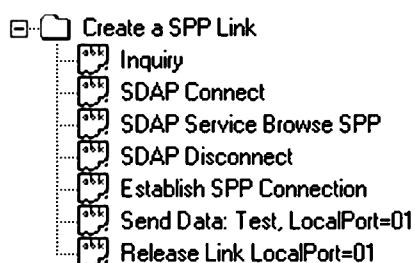 Create a SPP Link
Inquiry
SDAP Connect
SDAP Service Browse SPP
SDAP Disconnect
Establish SPP Connection
Send Data: Test, LocalPort=01
Release Link LocalPort=01